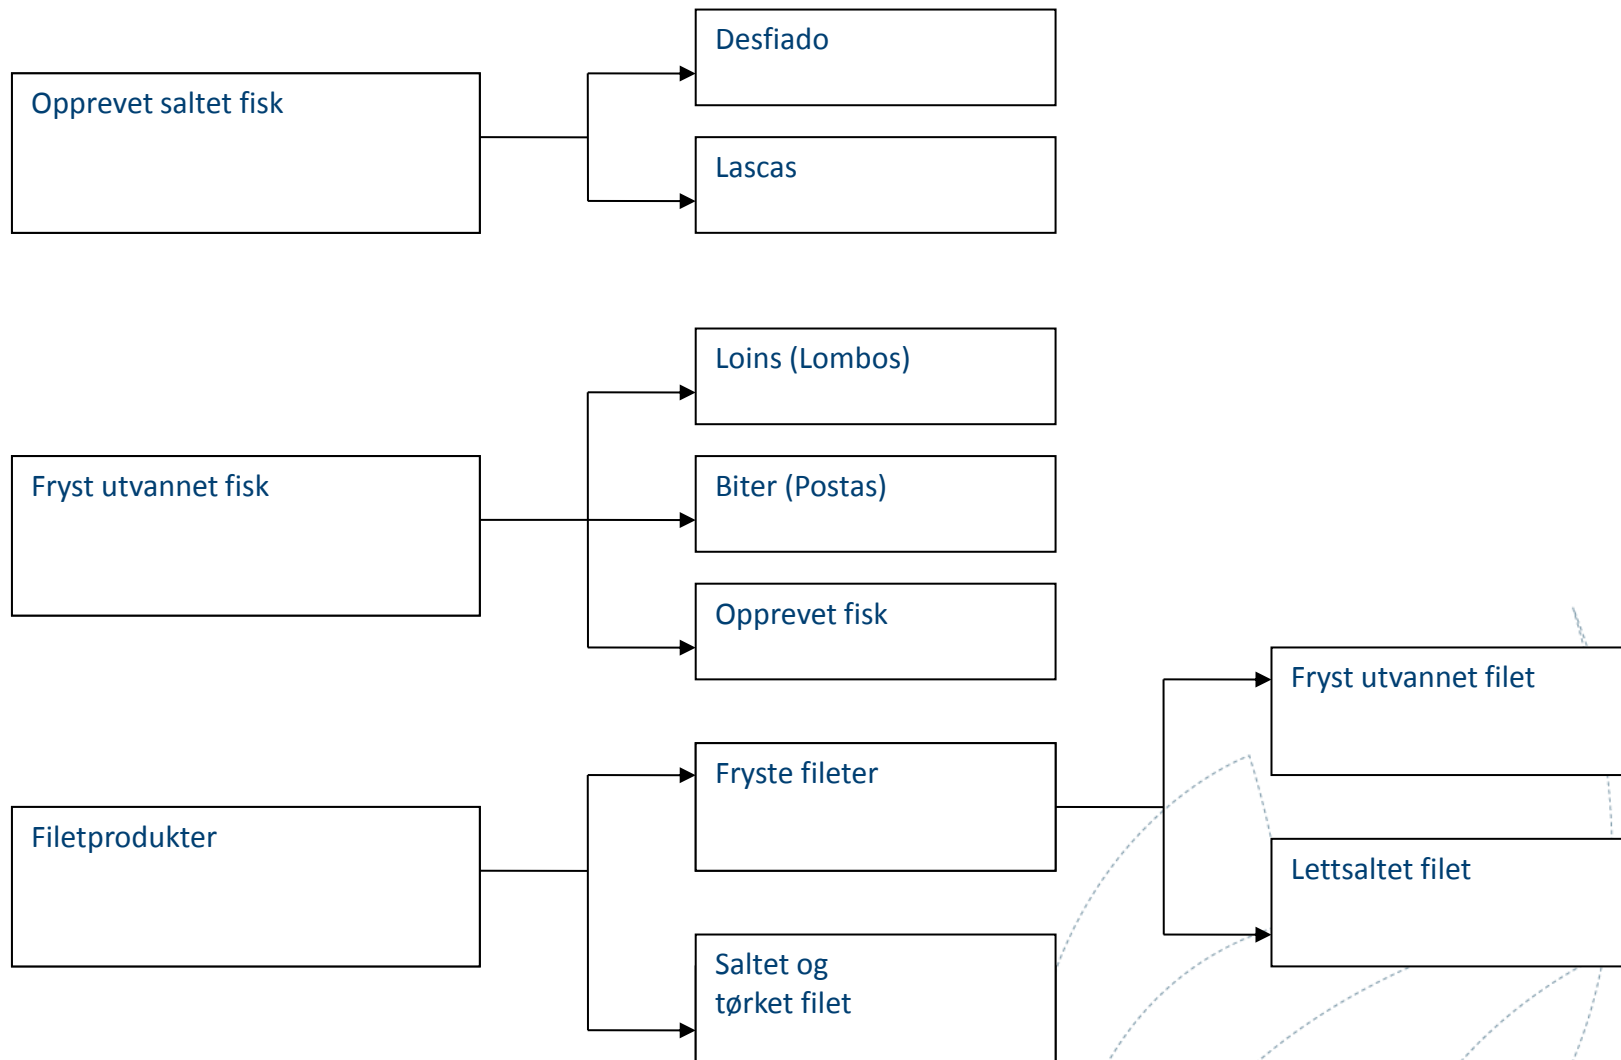 Opprevet saltet fisk
Desfiado
Lascas
Fryst utvannet fisk
Loins (Lombos)
Biter (Postas)
Opprevet fisk
Filetprodukter
Fryste fileter
Saltet og
tørket filet
Fryst utvannet filet
Lettsaltet filet